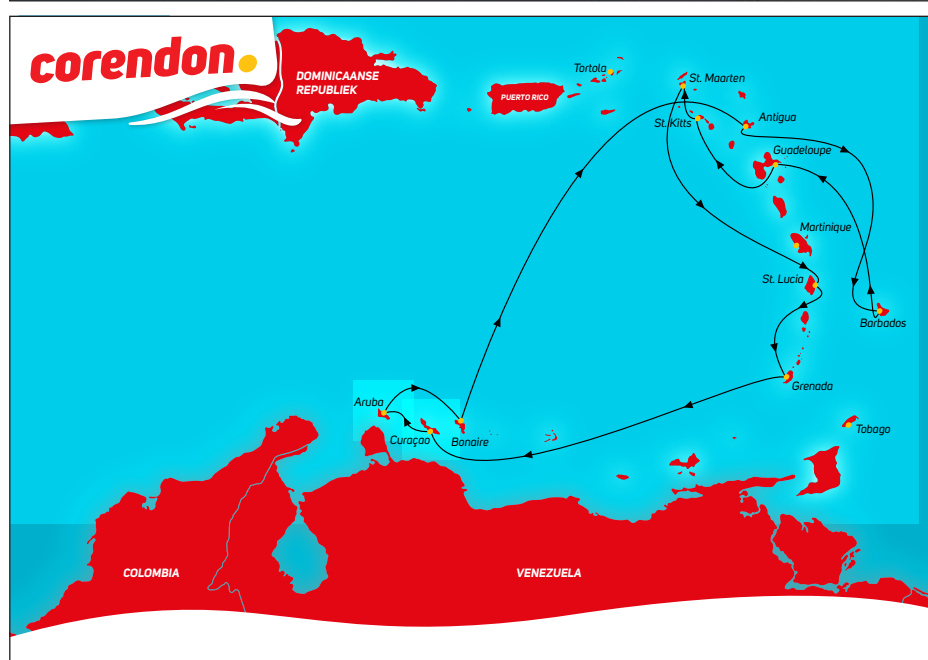 corendon.
DOMINICAANSE
REPUBLIEK
PUERTO RICO
Tortola
St. Maarten
St. Kitts
Antigua
Guadeloupe
Martinique
St. Lucia
Barbados
Grenada
Tobago
Aruba
Curaçao
Bonaire
COLOMBIA
VENEZUELA